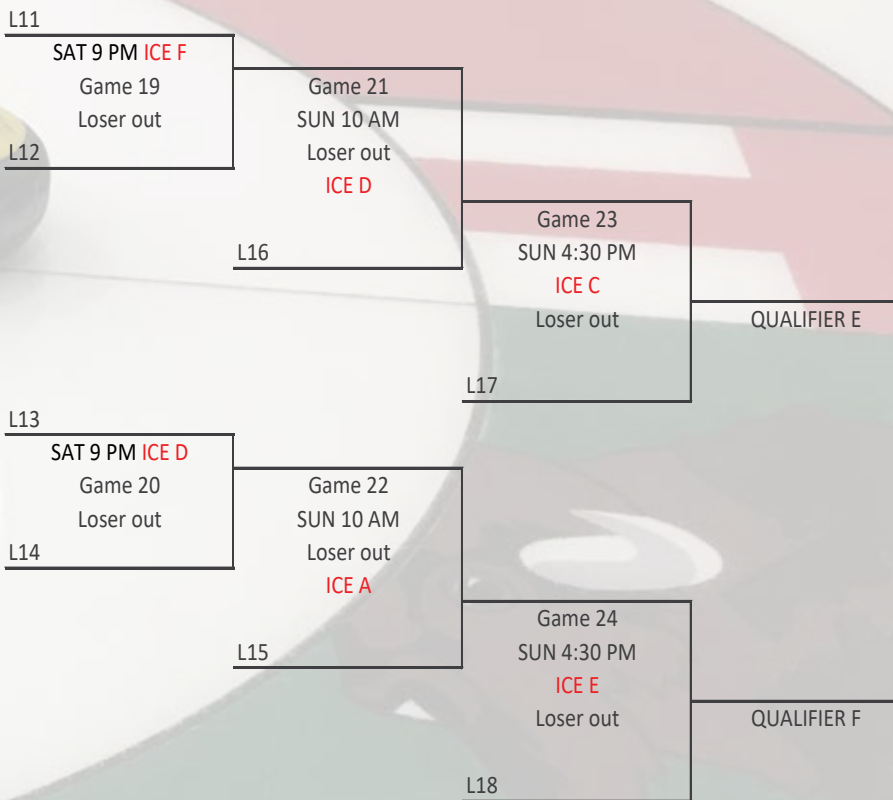 L11
SAT 9 PM ICE F
Game 19
Loser out
L12
Game 21
SUN 10 AM
Loser out
ICE D
L16
Game 23
SUN 4:30 PM
ICE C
Loser out
L17
QUALIFIER E
L13
SAT 9 PM ICE D
Game 20
Loser out
L14
Game 22
SUN 10 AM
Loser out
ICE A
L15
Game 24
SUN 4:30 PM
ICE E
Loser out
L18
QUALIFIER F